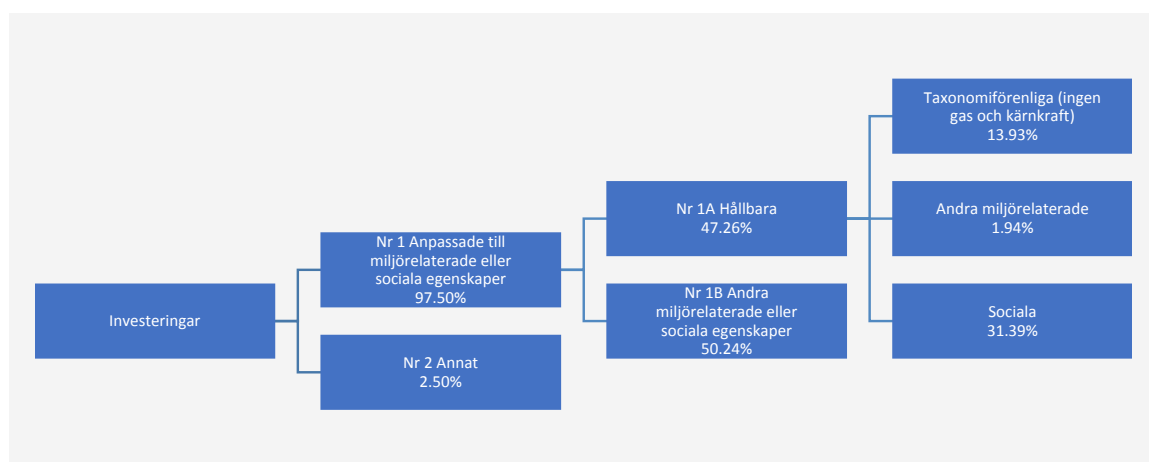 Investeringar
Nr 1 Anpassade till
miljörelaterade eller
sociala egenskaper
97.50%
Nr 2 Annat
2.50%
Nr 1A Hållbara
47.26%
Nr 1B Andra
miljörelaterade eller
sociala egenskaper
50.24%
Taxonomiförenliga (ingen
gas och kärnkraft)
13.93%
Andra miljörelaterade
1.94%
Sociala
31.39%